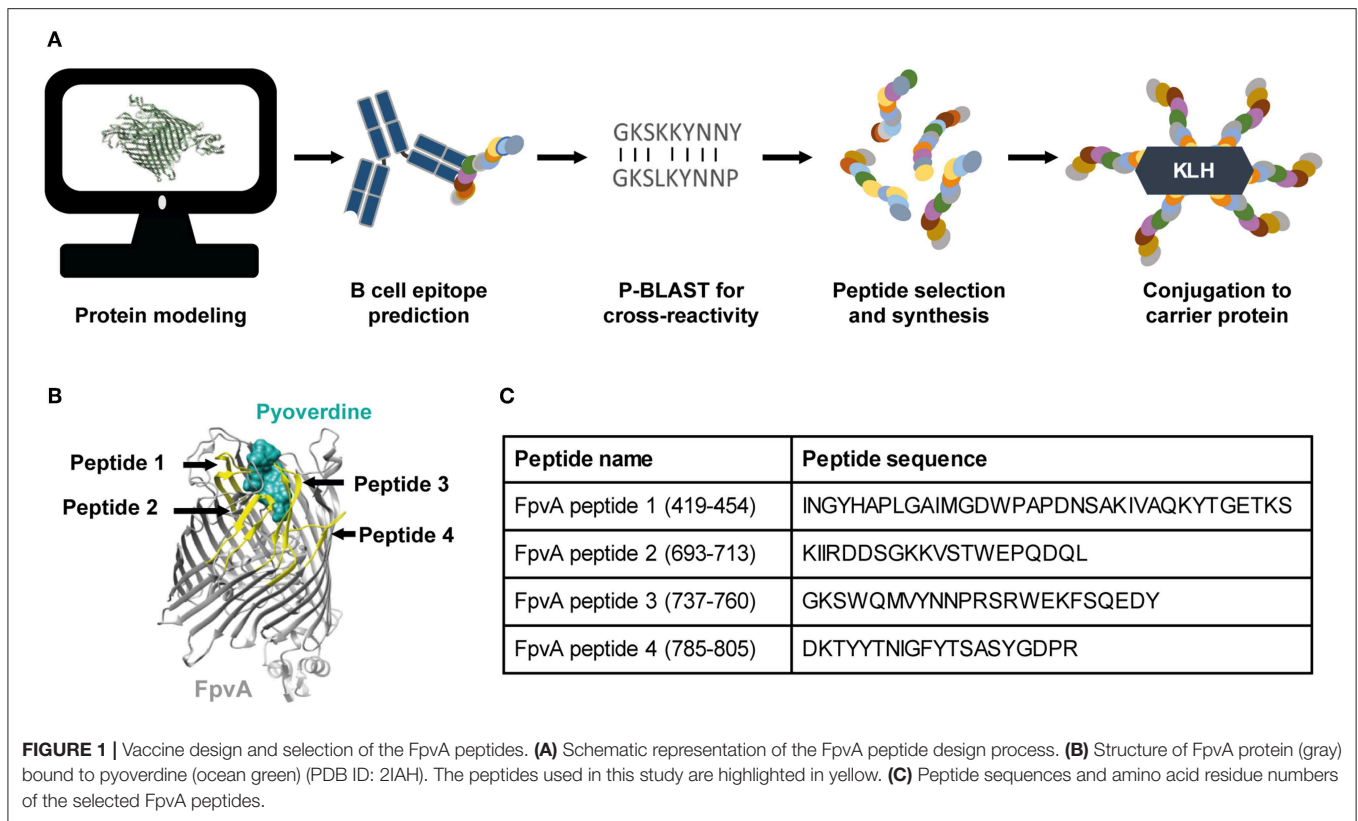 A
GKSKKYNNY
GKSLKYNNP
KLH
Protein modeling
B cell epitope
prediction
P-BLAST for
cross-reactivity
Peptide selection
and synthesis
Conjugation to
carrier protein
B
Pyoverdine
Peptide 1
Peptide 2
Peptide 3
Peptide 4
FpvA
C
Peptide name Peptide sequence
FpvA peptide 1 (419-454) INGYHAPLGAIMGDWPAPDNSAKIVAQKYTGETKS
FpvA peptide 2 (693-713) KIIRDDSGKKVSTWEPQDQL
FpvA peptide 3 (737-760) GKSWQMVYNNPRSRWEKFSQEDY
FpvA peptide 4 (785-805) DKTYYTNIGFYTSASYGDPR
FIGURE 1 | Vaccine design and selection of the FpvA peptides. (A) Schematic representation of the FpvA peptide design process. (B) Structure of FpvA protein (gray)
bound to pyoverdine (ocean green) (PDB ID: 2IAH). The peptides used in this study are highlighted in yellow. (C) Peptide sequences and amino acid residue numbers
of the selected FpvA peptides.